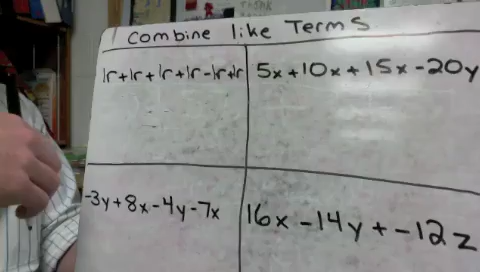 combine like Terms
1r+1r+1r+1r-1r+1r
5x+10x+15x-20y
-3y+8x-4y-7x
16x-14y+-12z